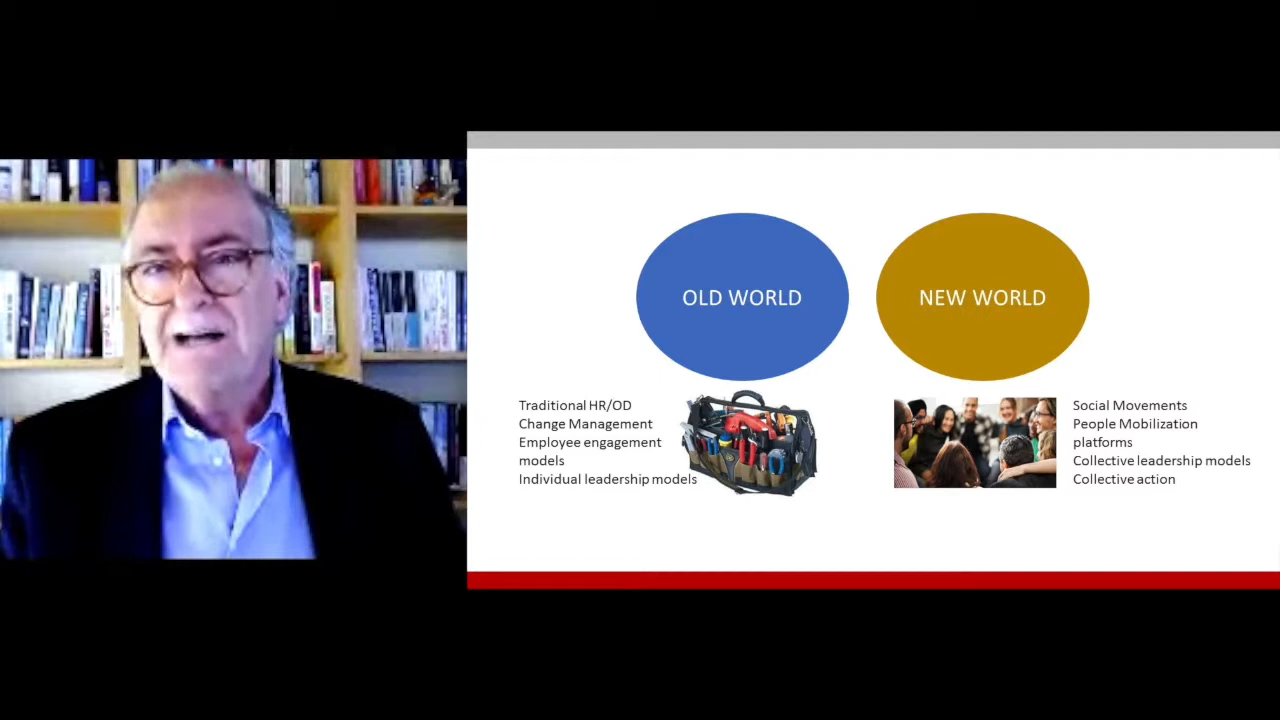 OLD WORLD
NEW WORLD
Traditional HR/OD
Change Management
Employee engagement
models
Individual leadership models
Social Movements
People Mobilization
platforms
Collective leadership models
Collective action